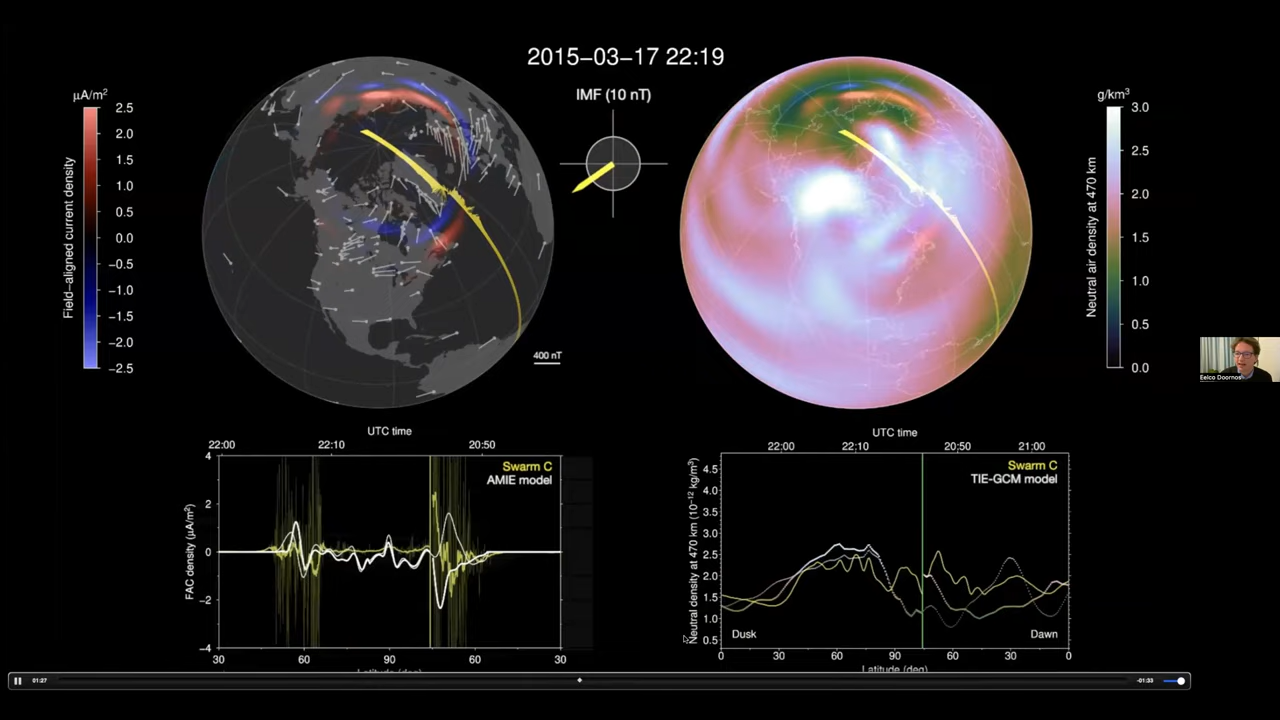 2015−03−17 22:19
μA/m²
2.5
2.0
1.5
1.0
0.5
0.0
−0.5
−1.0
−1.5
−2.0
−2.5
Field−aligned current density
IMF (10 nT)
400 nT
g/km³
3.0
2.5
2.0
1.5
1.0
0.5
0.0
Neutral air density at 470 km
Eelco Doornbos
UTC time
22:00 22:10 20:50
Swarm C
AMIE model
FAC density (μA/m²)
4
2
0
−2
−4
30 60 90 60 30
Latitude (deg)
UTC time
22:00 22:10 20:50 21:00
Swarm C
TIE-GCM model
Neutral density at 470 km (10⁻¹² kg/m³)
4.5
4.0
3.5
3.0
2.5
2.0
1.5
1.0
0.5
Dusk Dawn
0 30 60 90 60 30 0
Latitude (deg)
01:27 -01:33